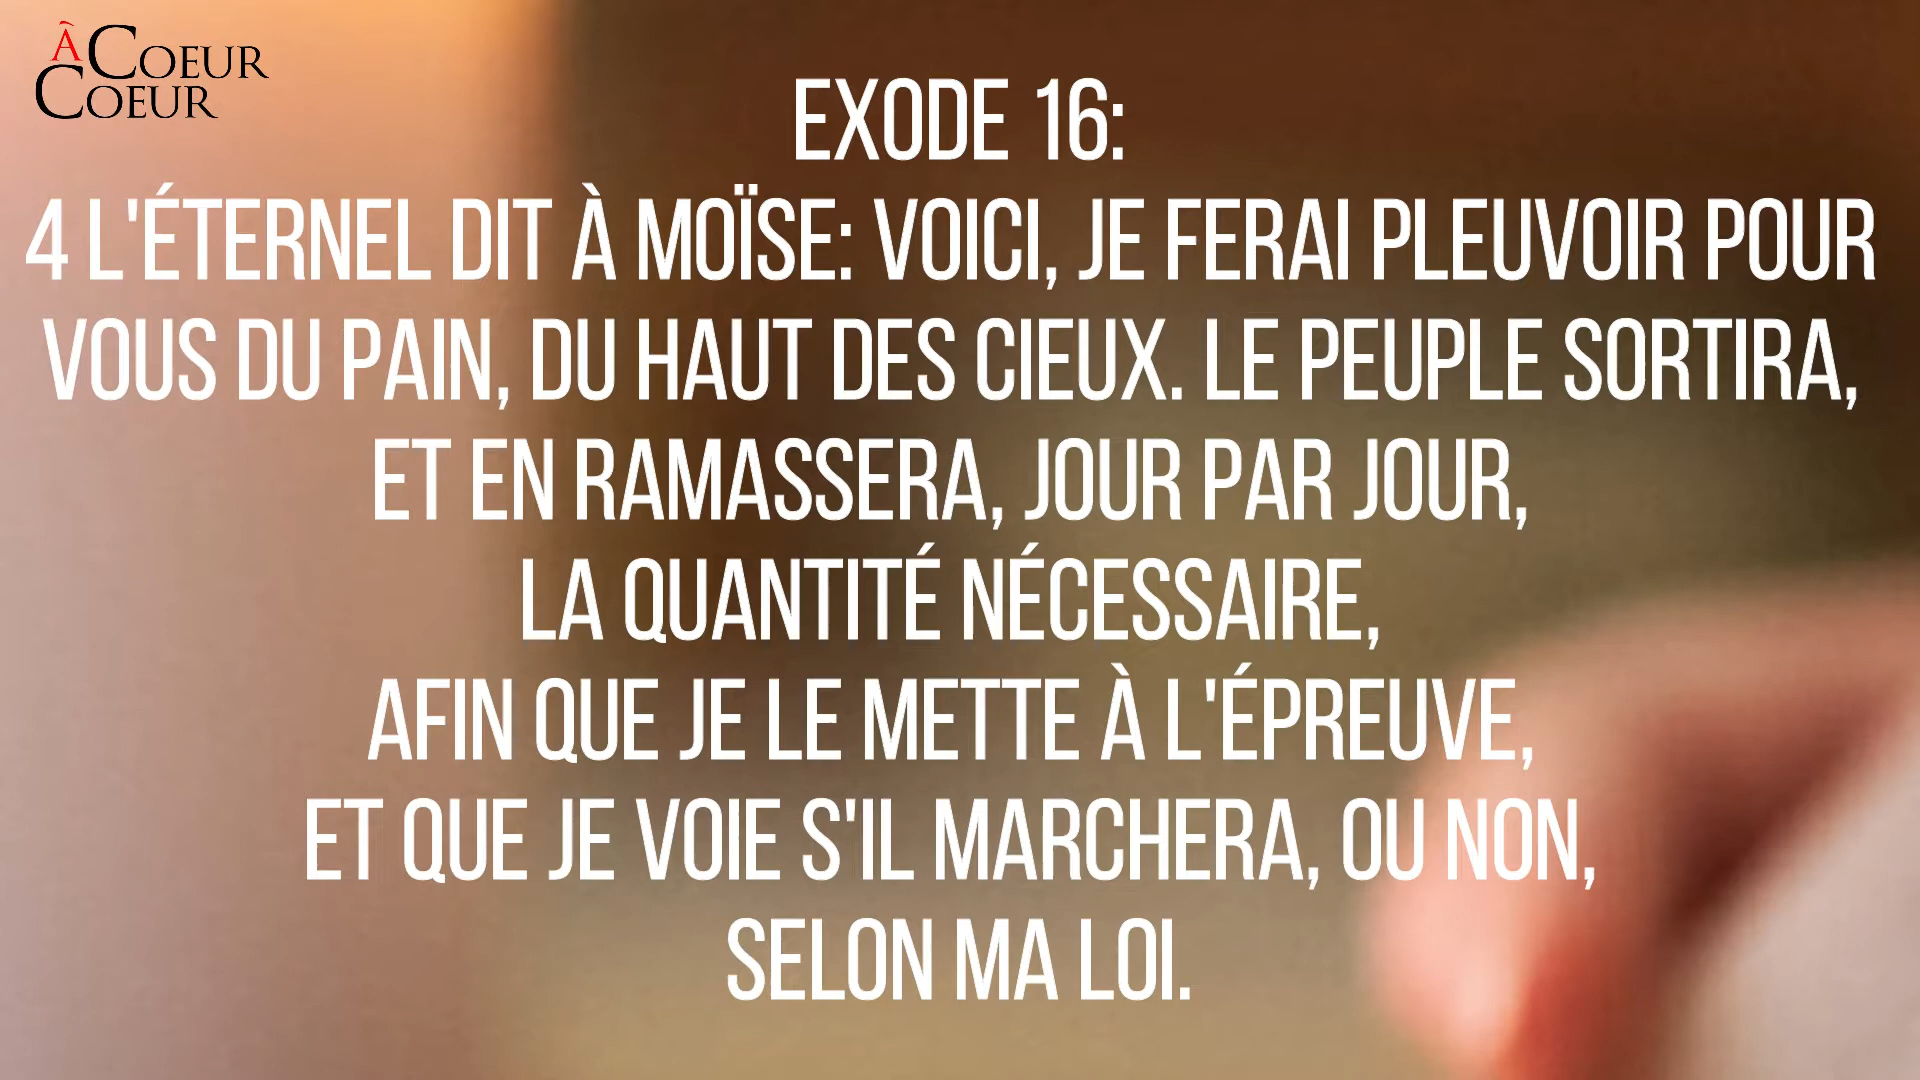 À COEUR
COEUR
EXODE 16:
4 L'ÉTERNEL DIT À MOÏSE: VOICI, JE FERAI PLEUVOIR POUR
VOUS DU PAIN, DU HAUT DES CIEUX. LE PEUPLE SORTIRA,
ET EN RAMASSERA, JOUR PAR JOUR,
LA QUANTITÉ NÉCESSAIRE,
AFIN QUE JE LE METTE À L'ÉPREUVE,
ET QUE JE VOIE S'IL MARCHERA, OU NON,
SELON MA LOI.